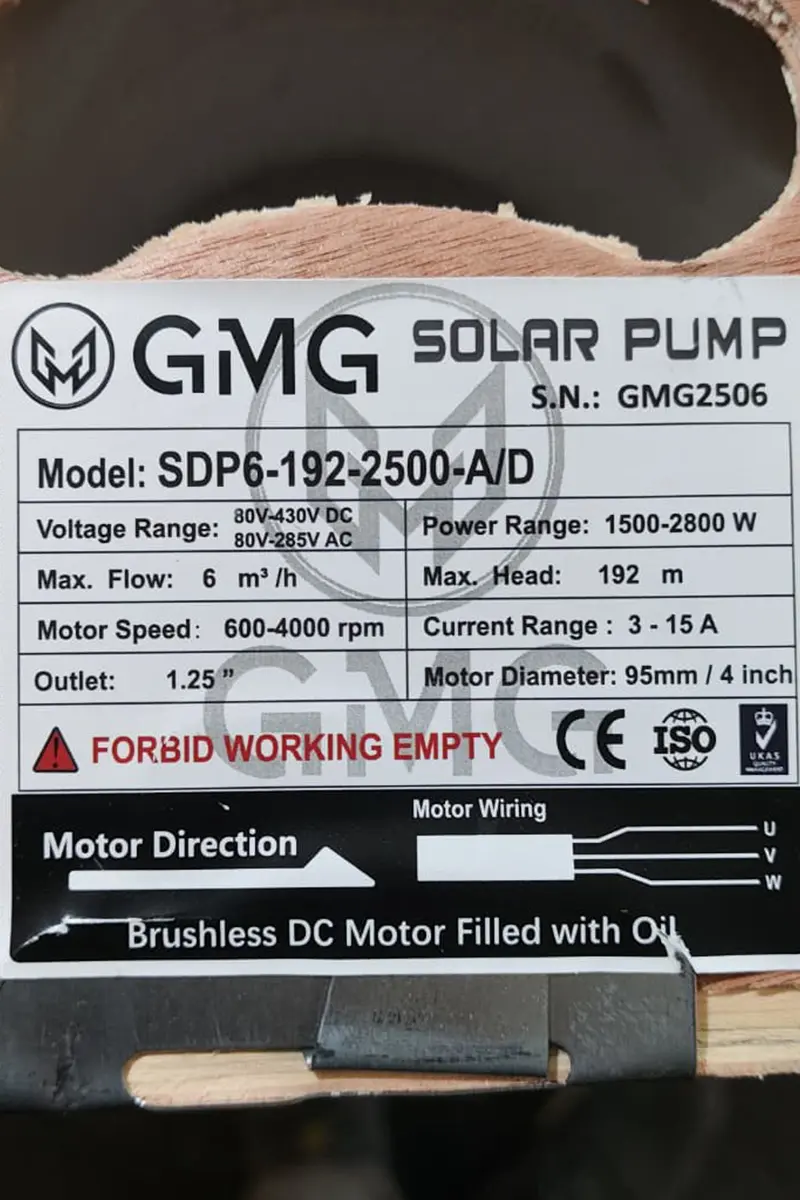 GMG SOLAR PUMP
S.N.: GMG2506
Model: SDP6-192-2500-A/D
Voltage Range: 80V-430V DC
80V-285V AC
Power Range: 1500-2800 W
Max. Flow: 6 m³ /h
Max. Head: 192 m
Motor Speed: 600-4000 rpm
Current Range : 3 - 15 A
Outlet: 1.25 ”
Motor Diameter: 95mm / 4 inch
GMG
FORBID WORKING EMPTY
CE ISO
UKAS
QUALITY
MANAGEMENT
Motor Direction
Motor Wiring
U
V
W
Brushless DC Motor Filled with Oil